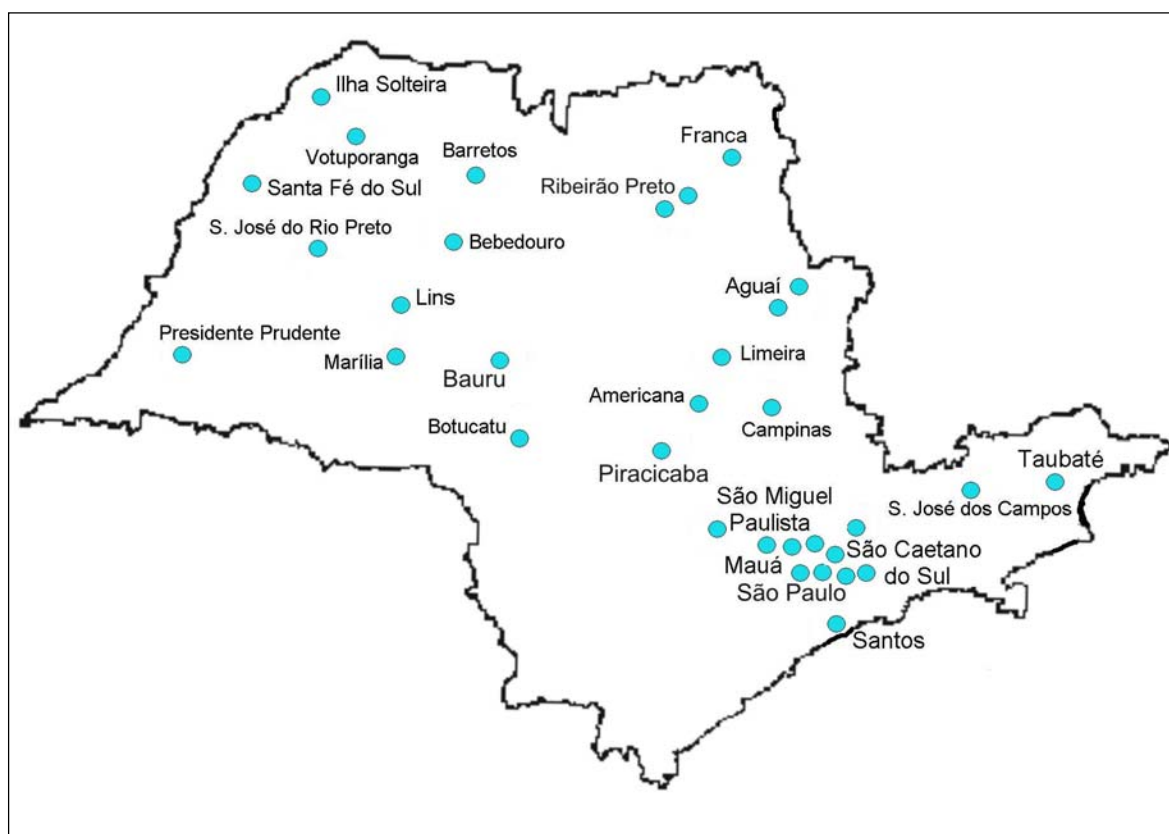 Ilha Solteira
Franca
Votuporanga
Barretos
Santa Fé do Sul
Ribeirão Preto
S. José do Rio Preto
Bebedouro
Aguaí
Lins
Presidente Prudente
Marília
Bauru
Limeira
Americana
Botucatu
Campinas
Piracicaba
Taubaté
São Miguel
Paulista
S. José dos Campos
São Caetano
do Sul
Mauá
São Paulo
Santos